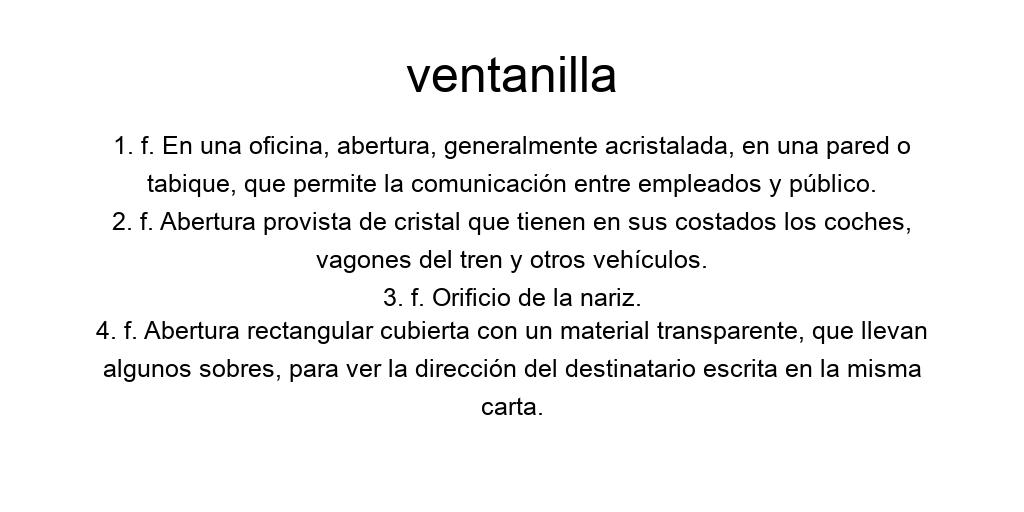 ventanilla
1. f. En una oficina, abertura, generalmente acristalada, en una pared o
tabique, que permite la comunicación entre empleados y público.
2. f. Abertura provista de cristal que tienen en sus costados los coches,
vagones del tren y otros vehículos.
3. f. Orificio de la nariz.
4. f. Abertura rectangular cubierta con un material transparente, que llevan
algunos sobres, para ver la dirección del destinatario escrita en la misma
carta.